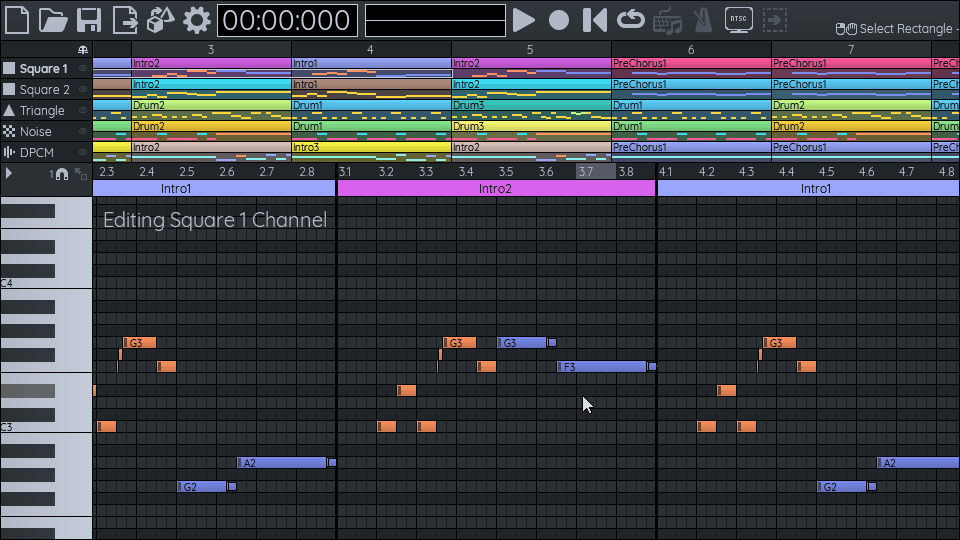 00:00:000
NTSC
Select Rectangle -
3 4 5 6 7
Square 1 Intro2 Intro1 Intro2 PreChorus1 PreChorus1 PreCh
Square 2 Intro2 Intro1 Intro2 PreChorus1 PreChorus1 PreCh
Triangle Drum2 Drum1 Drum3 Drum1 Drum2 Drum
Noise Drum2 Drum1 Drum3 Drum1 Drum2 Drum
DPCM Intro2 Intro3 Intro2 PreChorus1 PreChorus1 PreCh
1 2.3 2.4 2.5 2.6 2.7 2.8 3.1 3.2 3.3 3.4 3.5 3.6 3.7 3.8 4.1 4.2 4.3 4.4 4.5 4.6 4.7 4.8
Intro1 Intro2 Intro1
Editing Square 1 Channel
C4
G3 G3 G3 G3
F3
C3
A2 A2
G2 G2